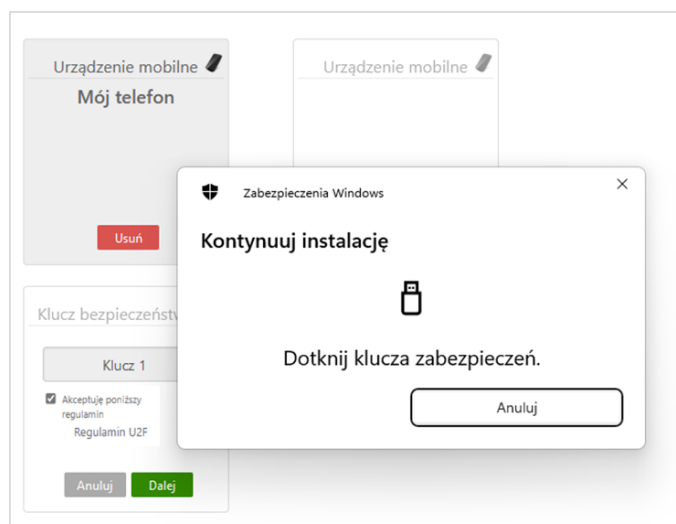 Urządzenie mobilne
Mój telefon
Usuń
Urządzenie mobilne
Zabezpieczenia Windows
Kontynuuj instalację
Dotknij klucza zabezpieczeń.
Anuluj
Klucz 1
Akceptuję poniższy
regulamin
Regulamin U2F
Anuluj
Dalej
Klucz